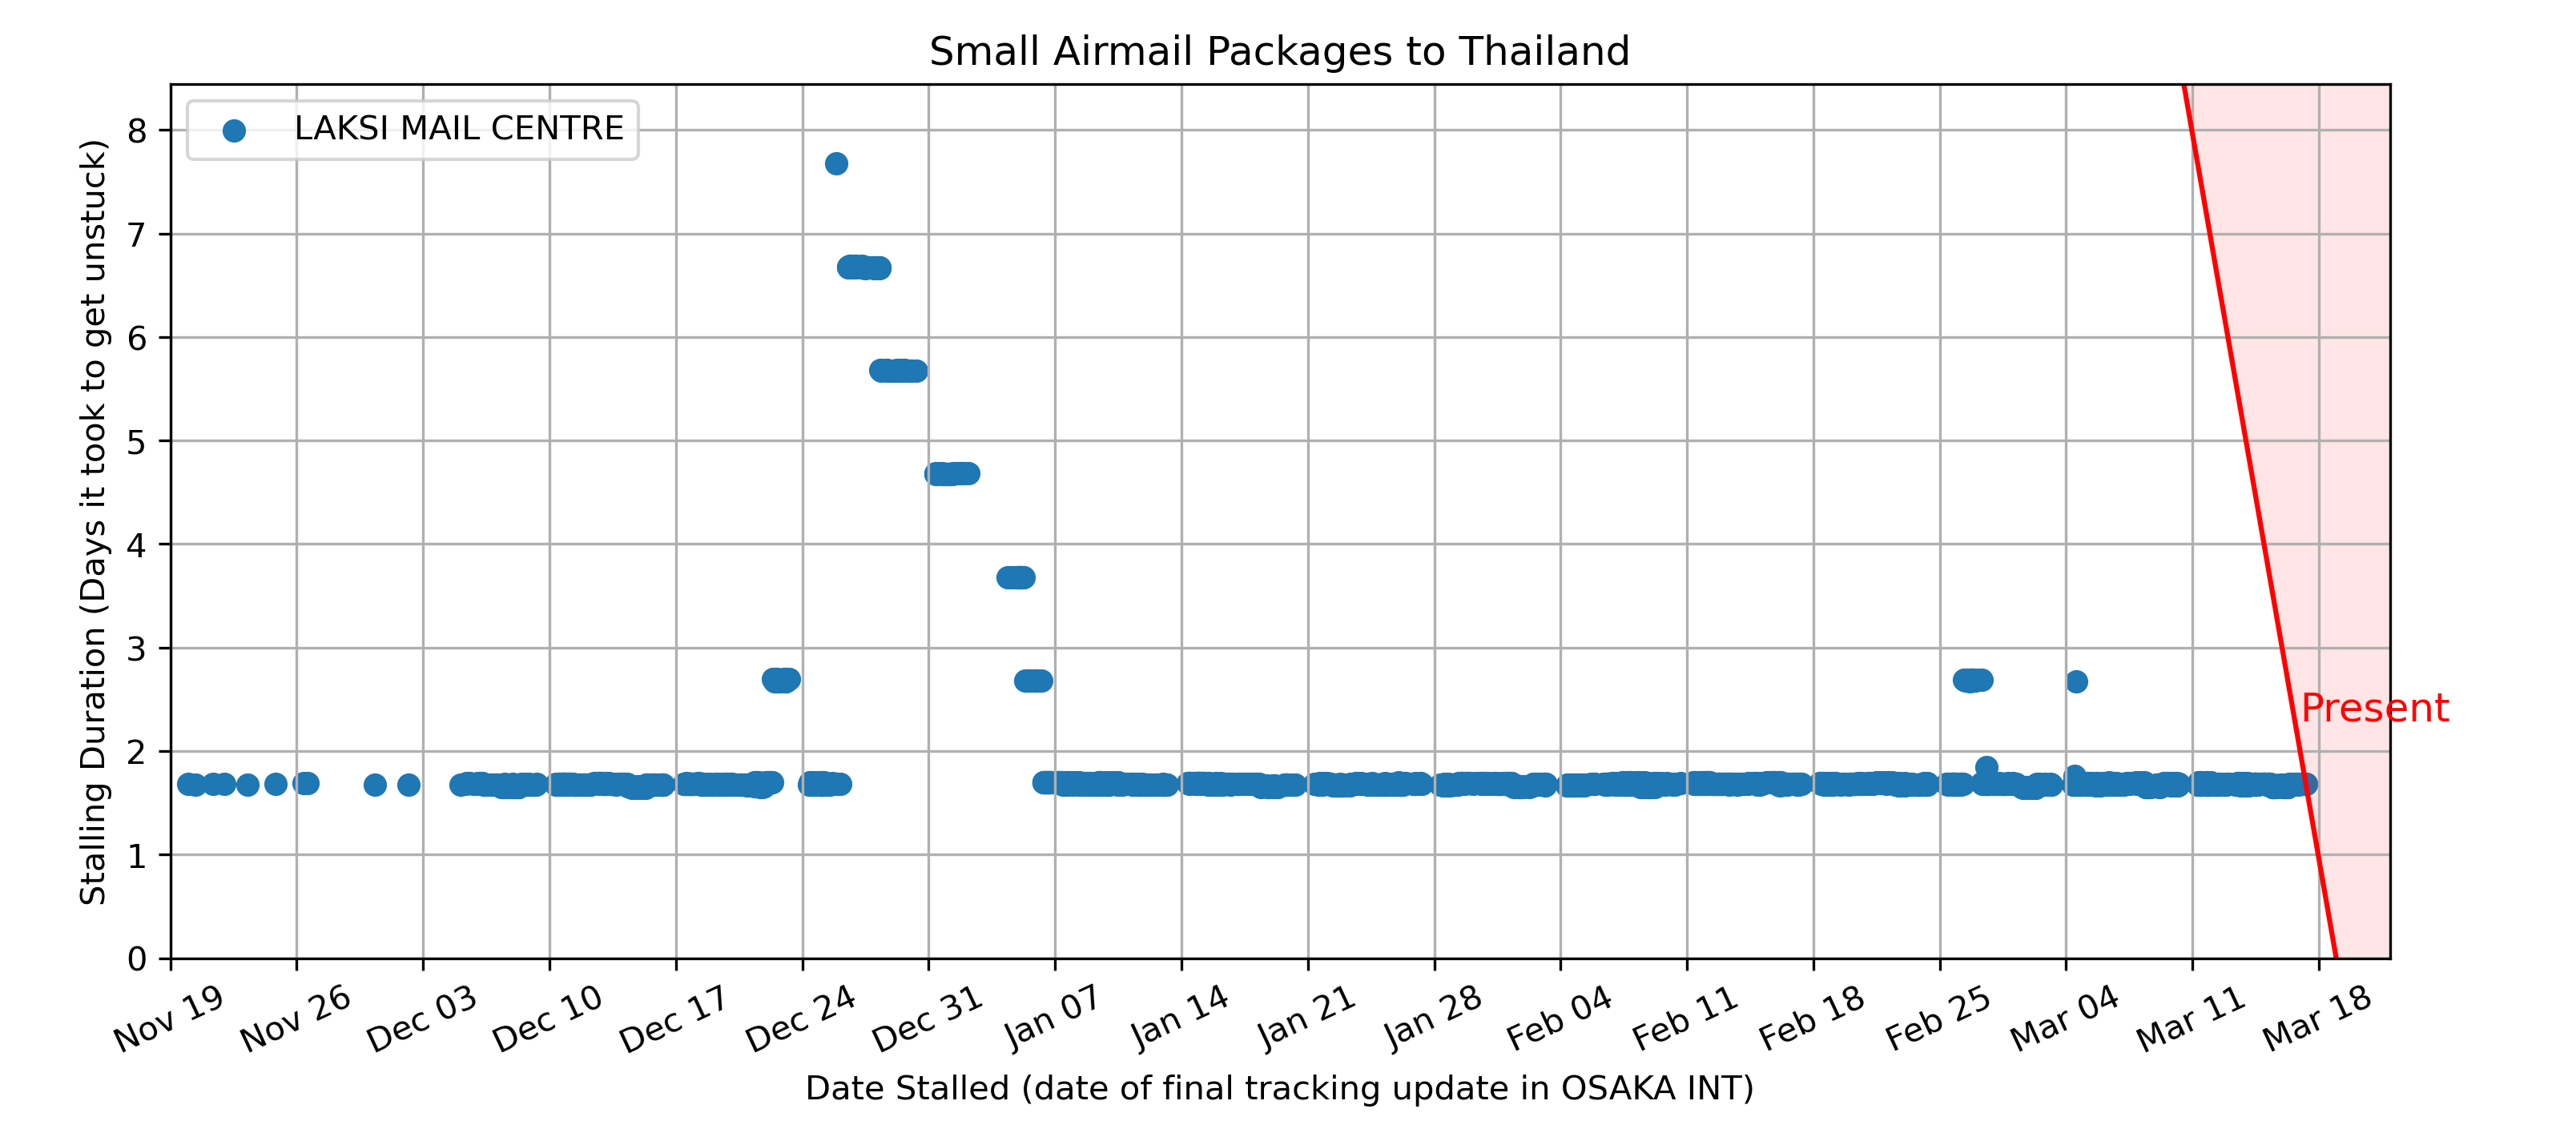 Small Airmail Packages to Thailand
LAKSI MAIL CENTRE
Stalling Duration (Days it took to get unstuck)
8
7
6
5
4
3
2
1
0
Present
Nov 19
Nov 26
Dec 03
Dec 10
Dec 17
Dec 24
Dec 31
Jan 07
Jan 14
Jan 21
Jan 28
Feb 04
Feb 11
Feb 18
Feb 25
Mar 04
Mar 11
Mar 18
Date Stalled (date of final tracking update in OSAKA INT)